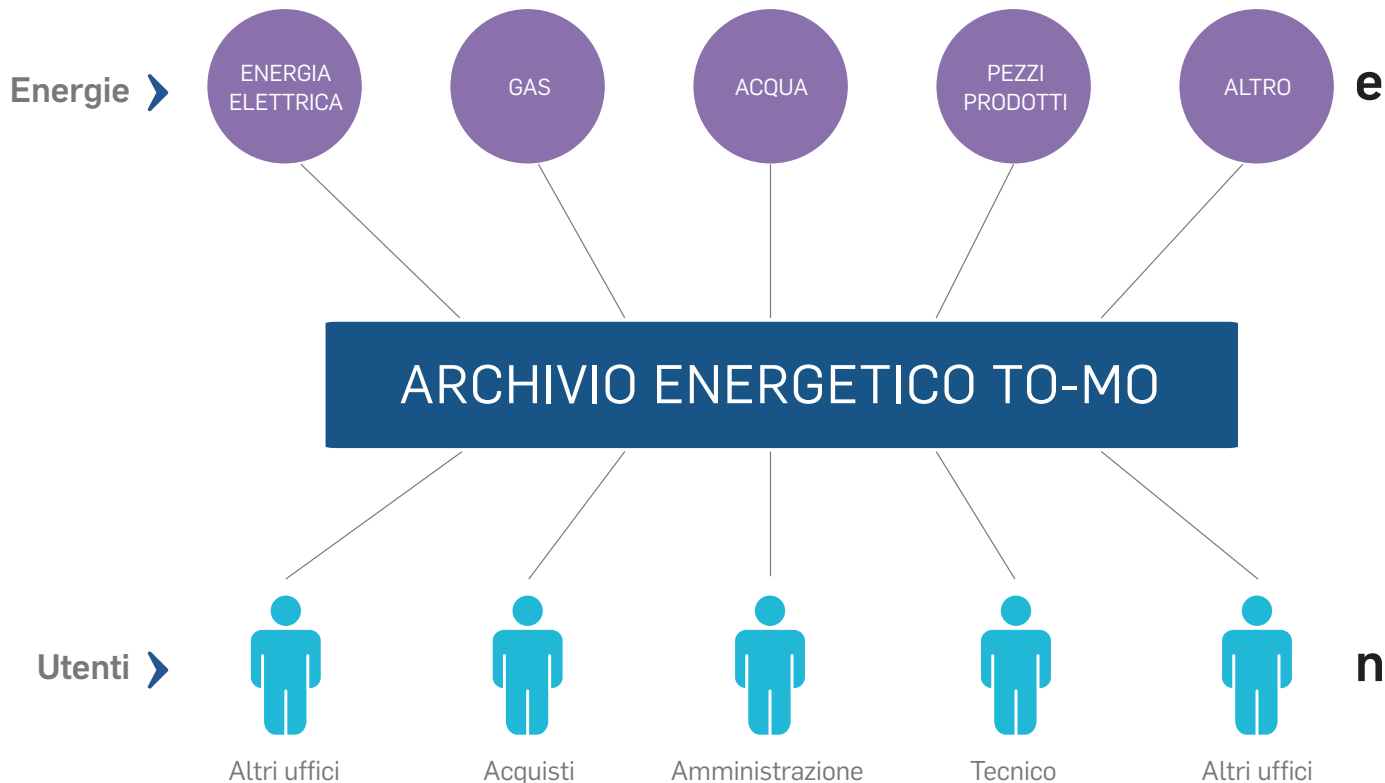 Energie
ENERGIA
ELETTRICA
GAS
ACQUA
PEZZI
PRODOTTI
ALTRO
e
ARCHIVIO ENERGETICO TO-MO
Utenti
n
Altri uffici
Acquisti
Amministrazione
Tecnico
Altri uffici